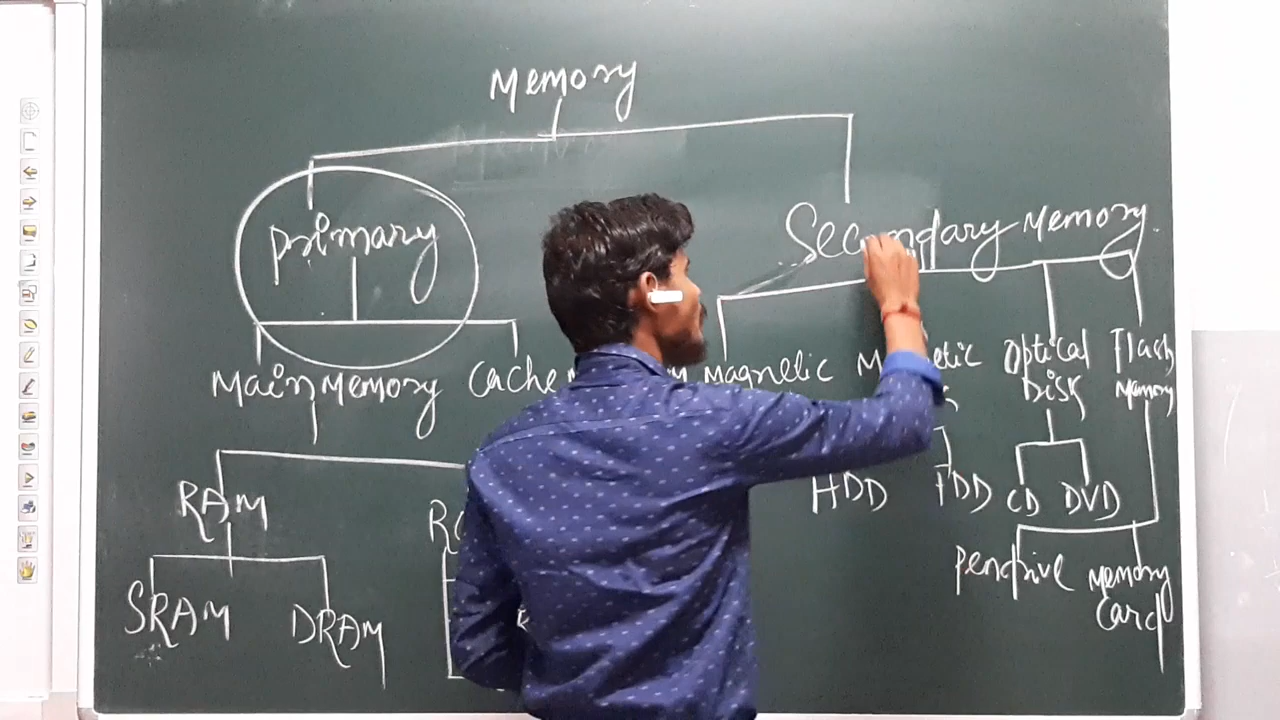 Memory
Primary
Secondary Memory
Main Memory
Cache
Magnetic
Optical
Disk
Flash
Memory
RAM
HDD
FDD
CD
DVD
SRAM
DRAM
Pendrive
Memory
Card